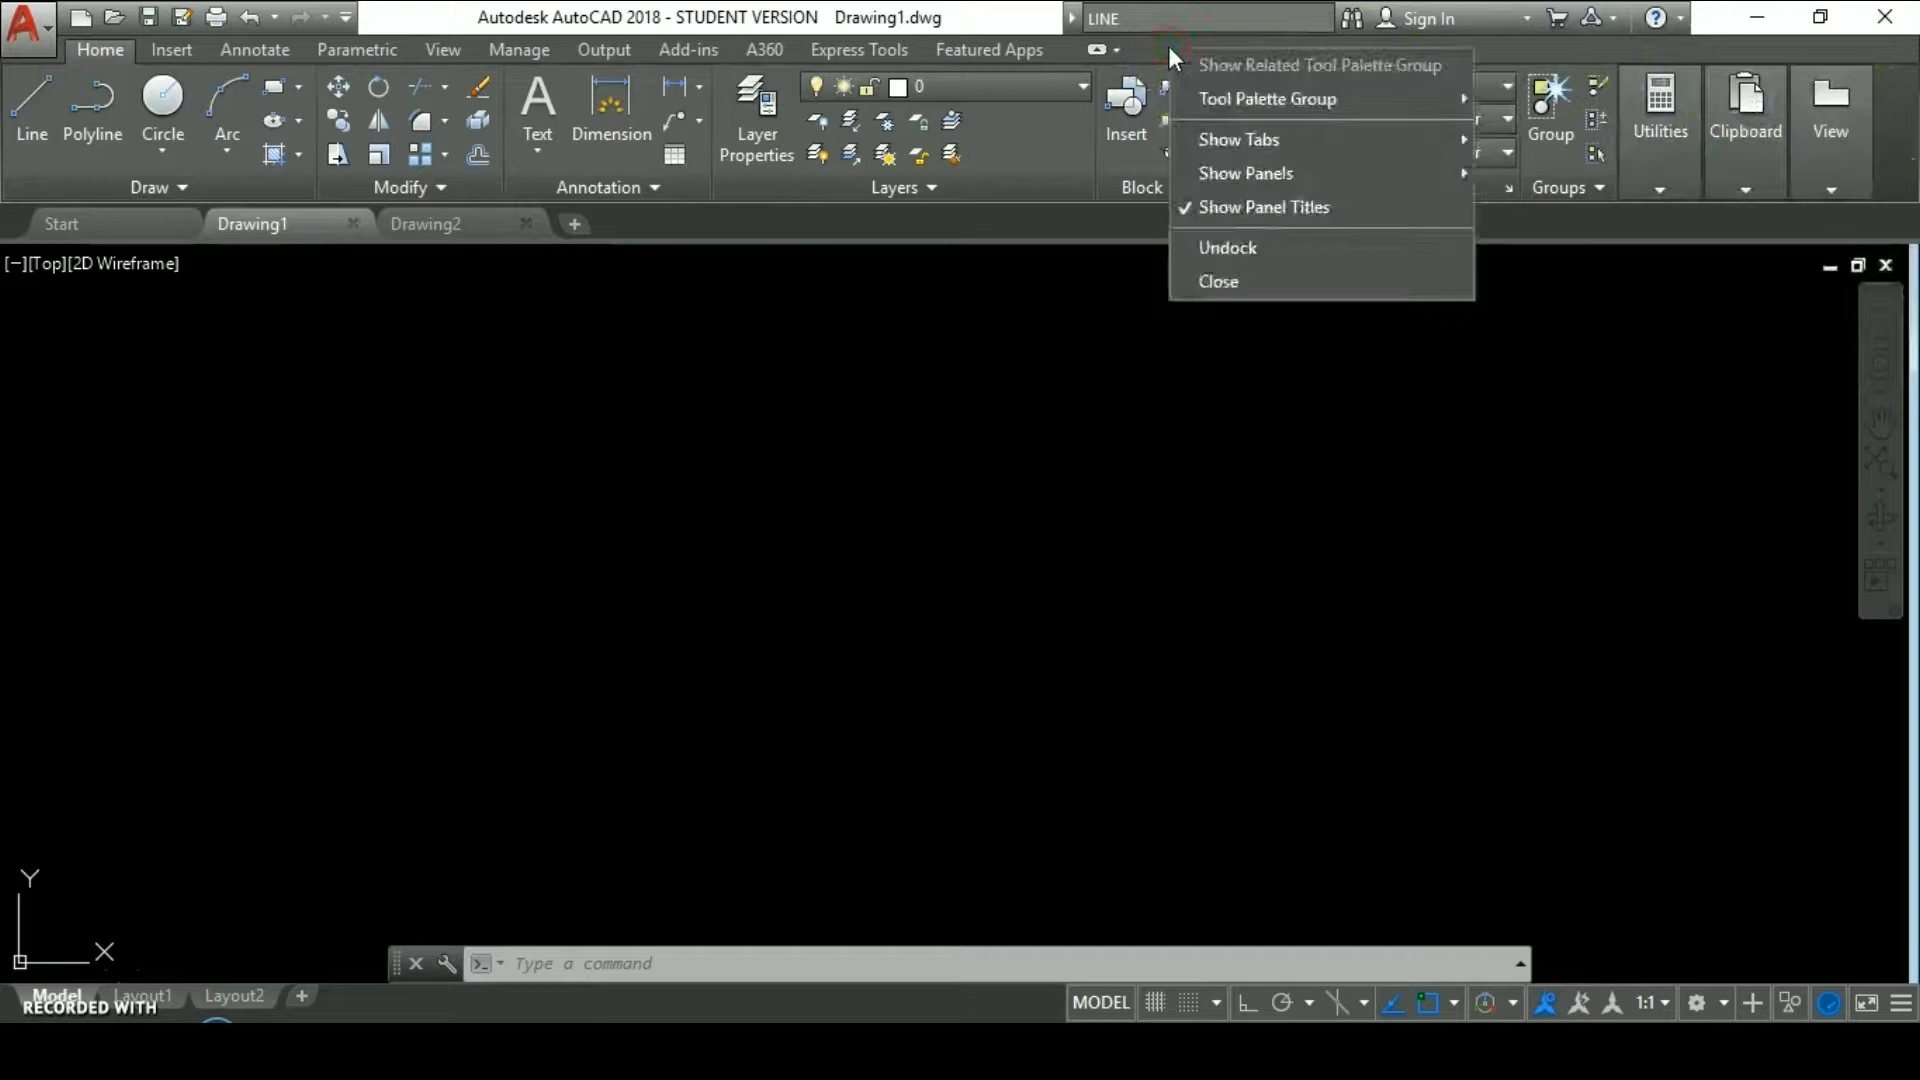 Autodesk AutoCAD 2018 - STUDENT VERSION Drawing1.dwg
LINE
Sign In
Home Insert Annotate Parametric View Manage Output Add-ins A360 Express Tools Featured Apps
Show Related Tool Palette Group
Tool Palette Group
Show Tabs
Show Panels
Show Panel Titles
Undock
Close
Line
Polyline
Circle
Arc
Text
Dimension
Layer
Properties
0
Insert
Group
Utilities
Clipboard
View
Draw
Modify
Annotation
Layers
Block
Groups
Start
Drawing1
Drawing2
[−][Top][2D Wireframe]
Y
X
Type a command
Model Layout1 Layout2
RECORDED WITH
MODEL
1:1